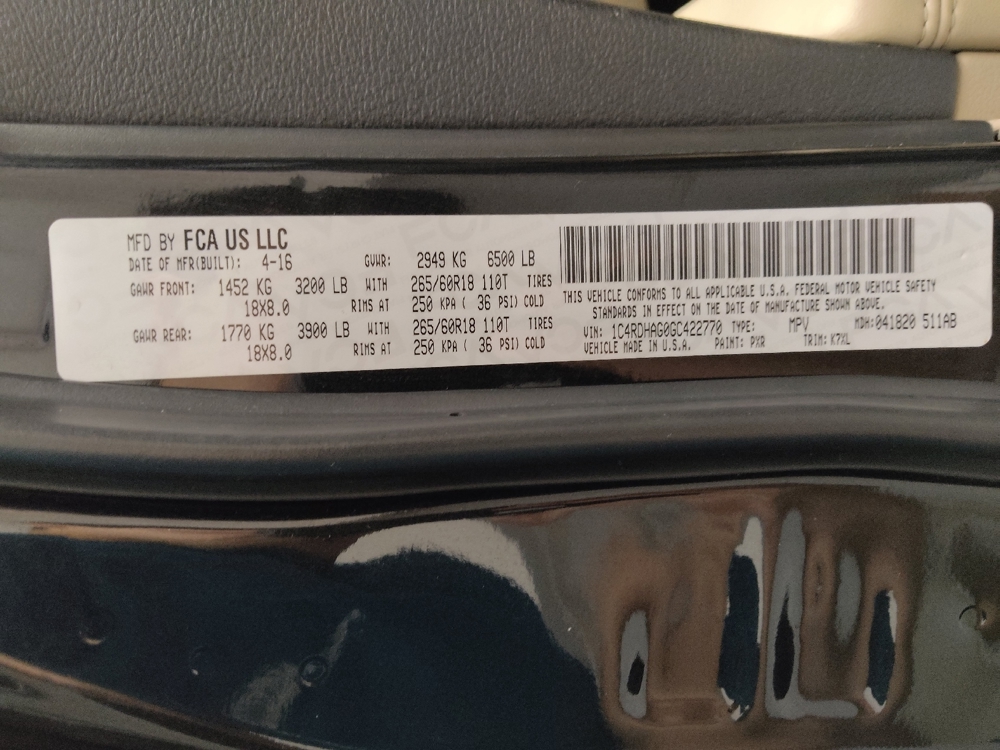 MFD BY FCA US LLC
DATE OF MFR(BUILT): 4-16 GVWR: 2949 KG 6500 LB
GAWR FRONT: 1452 KG 3200 LB WITH 265/60R18 110T TIRES
18X8.0 RIMS AT 250 KPA ( 36 PSI) COLD
GAWR REAR: 1770 KG 3900 LB WITH 265/60R18 110T TIRES
18X8.0 RIMS AT 250 KPA ( 36 PSI) COLD
THIS VEHICLE CONFORMS TO ALL APPLICABLE U.S.A. FEDERAL MOTOR VEHICLE SAFETY
STANDARDS IN EFFECT ON THE DATE OF MANUFACTURE SHOWN ABOVE.
VIN: 1C4RDHAG0GC422770 TYPE: MPV MDH:041820 511AB
VEHICLE MADE IN U.S.A. PAINT: PXR TRIM: K7XL